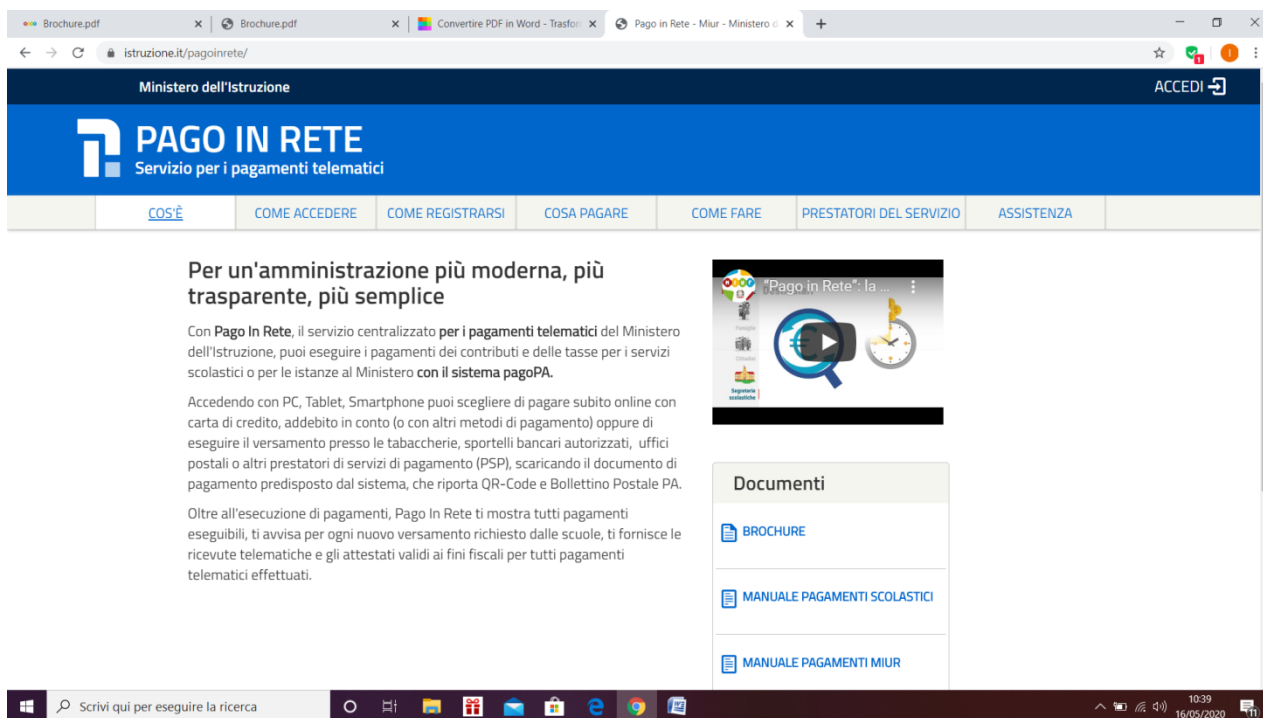 Brochure.pdf
Brochure.pdf
Convertire PDF in Word - Trasfor
Pago in Rete - Miur - Ministero d
istruzione.it/pagoinrete/
1
I
Ministero dell'Istruzione
ACCEDI
PAGO IN RETE
Servizio per i pagamenti telematici
COS'È
COME ACCEDERE
COME REGISTRARSI
COSA PAGARE
COME FARE
PRESTATORI DEL SERVIZIO
ASSISTENZA
Per un'amministrazione più moderna, più
trasparente, più semplice
Con Pago In Rete, il servizio centralizzato per i pagamenti telematici del Ministero
dell'Istruzione, puoi eseguire i pagamenti dei contributi e delle tasse per i servizi
scolastici o per le istanze al Ministero con il sistema pagoPA.
Accedendo con PC, Tablet, Smartphone puoi scegliere di pagare subito online con
carta di credito, addebito in conto (o con altri metodi di pagamento) oppure di
eseguire il versamento presso le tabaccherie, sportelli bancari autorizzati, uffici
postali o altri prestatori di servizi di pagamento (PSP), scaricando il documento di
pagamento predisposto dal sistema, che riporta QR-Code e Bollettino Postale PA.
Oltre all'esecuzione di pagamenti, Pago In Rete ti mostra tutti pagamenti
eseguibili, ti avvisa per ogni nuovo versamento richiesto dalle scuole, ti fornisce le
ricevute telematiche e gli attestati validi ai fini fiscali per tutti pagamenti
telematici effettuati.
"Pago in Rete": la ...
Famiglie
Cittadini
Segreterie
scolastiche
Documenti
BROCHURE
MANUALE PAGAMENTI SCOLASTICI
MANUALE PAGAMENTI MIUR
Scrivi qui per eseguire la ricerca
10:39
16/05/2020
11